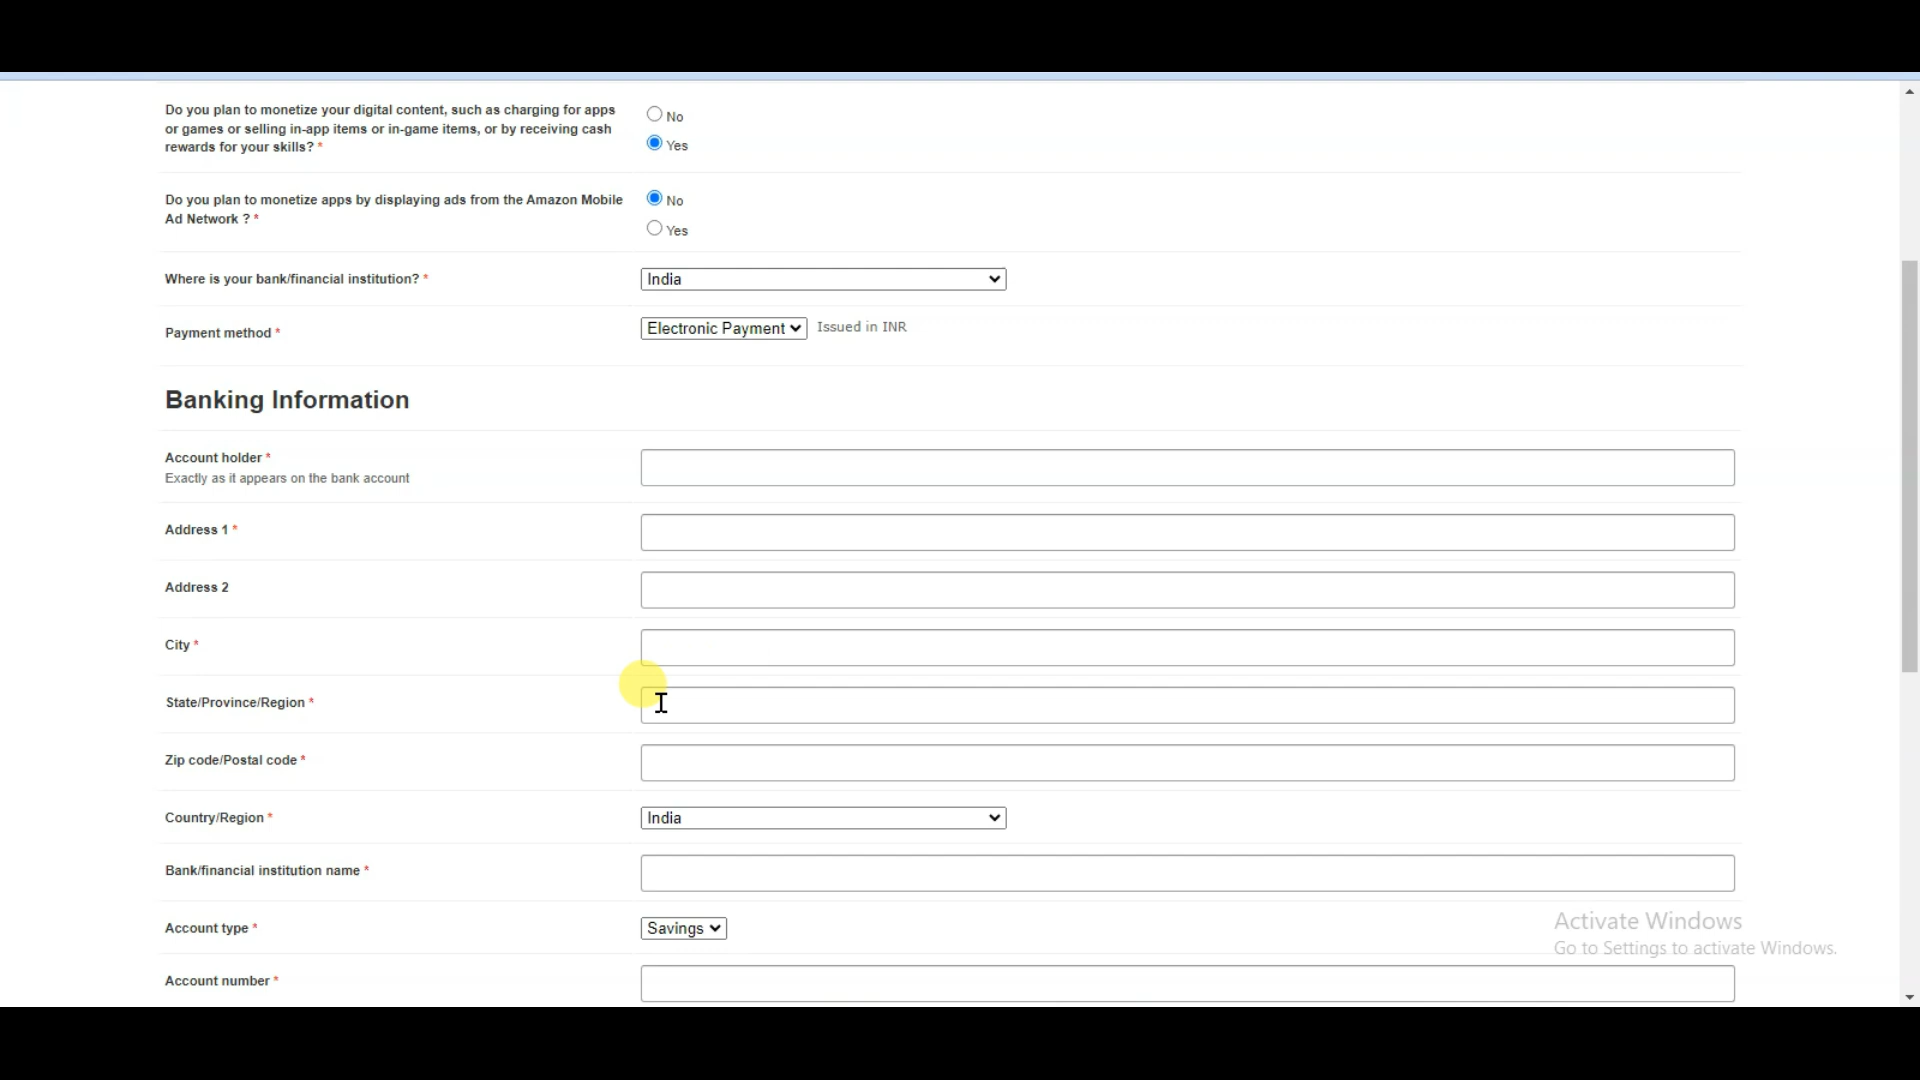 Do you plan to monetize your digital content, such as charging for apps
or games or selling in-app items or in-game items, or by receiving cash
rewards for your skills? *
No
Yes
Do you plan to monetize apps by displaying ads from the Amazon Mobile
Ad Network ? *
No
Yes
Where is your bank/financial institution? *
India
Payment method *
Electronic Payment
Issued in INR
Banking Information
Account holder *
Exactly as it appears on the bank account
Address 1 *
Address 2
City *
State/Province/Region *
Zip code/Postal code *
Country/Region *
India
Bank/financial institution name *
Account type *
Savings
Activate Windows
Go to Settings to activate Windows.
Account number *